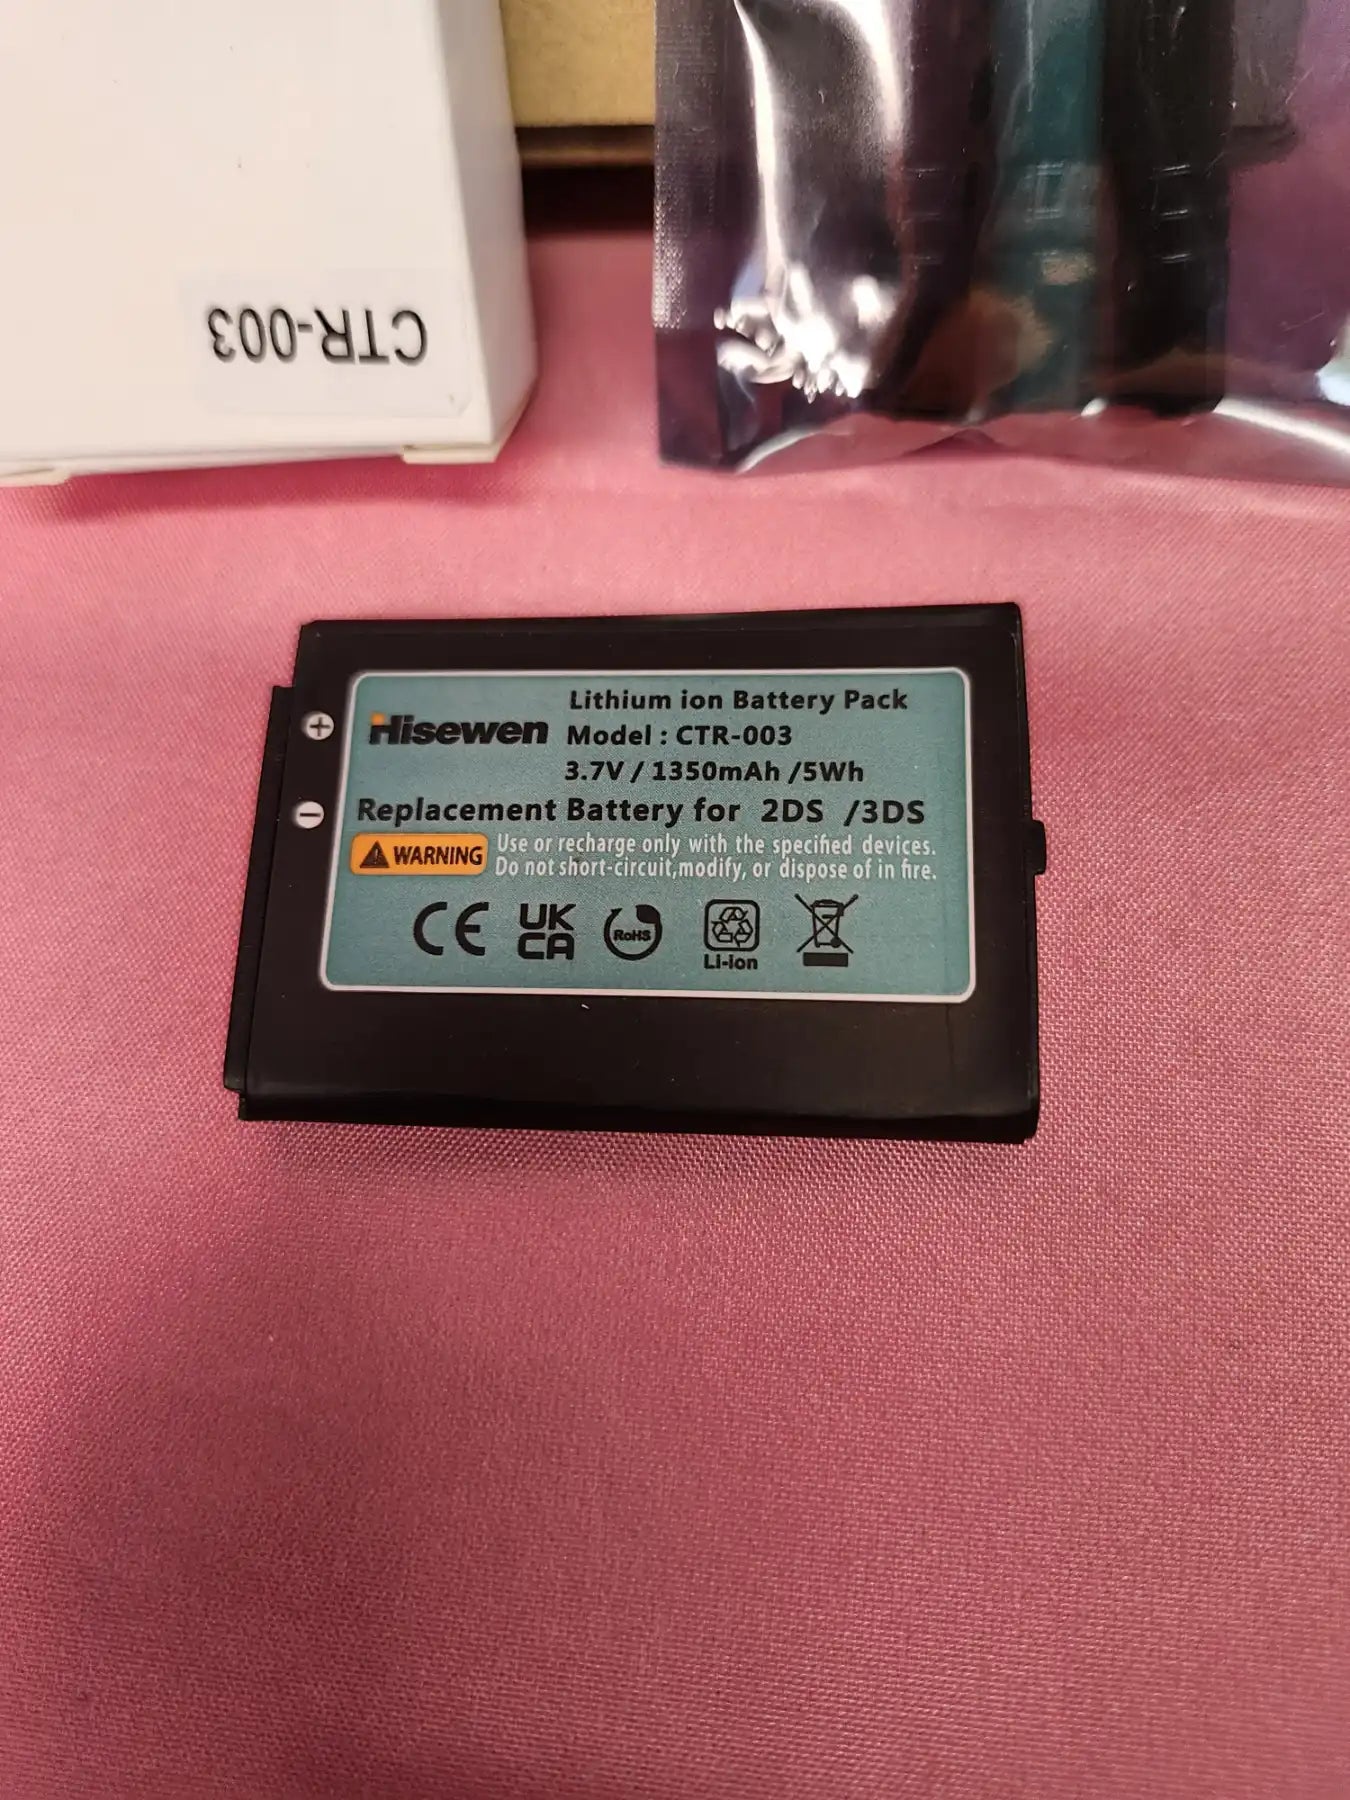 CTR-003
Hisewen
Lithium ion Battery Pack
Model : CTR-003
3.7V / 1350mAh /5Wh
Replacement Battery for 2DS /3DS
WARNING
Use or recharge only with the specified devices.
Do not short-circuit,modify, or dispose of in fire.
+
−
CE
UK
CA
RoHS
Li-ion